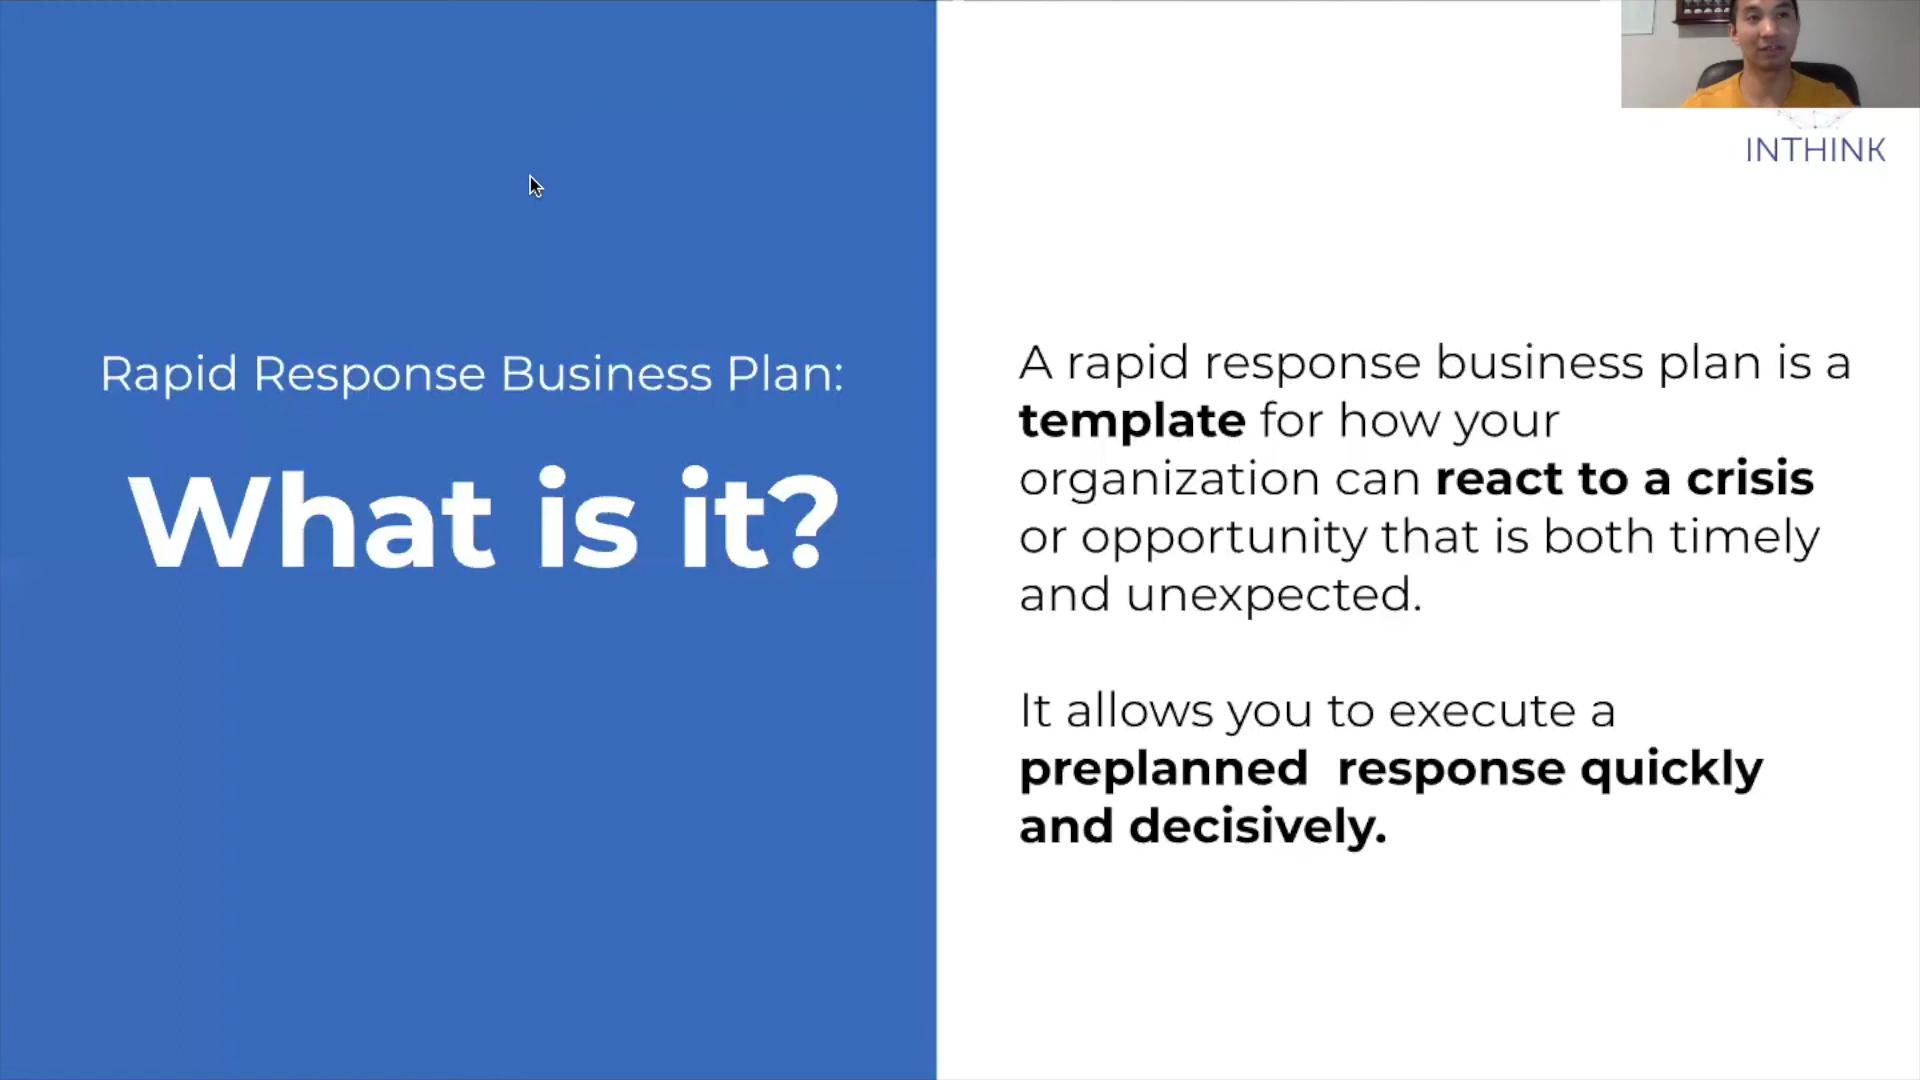 Rapid Response Business Plan:
What is it?
INTHINK
A rapid response business plan is a
template for how your
organization can react to a crisis
or opportunity that is both timely
and unexpected.
It allows you to execute a
preplanned  response quickly
and decisively.